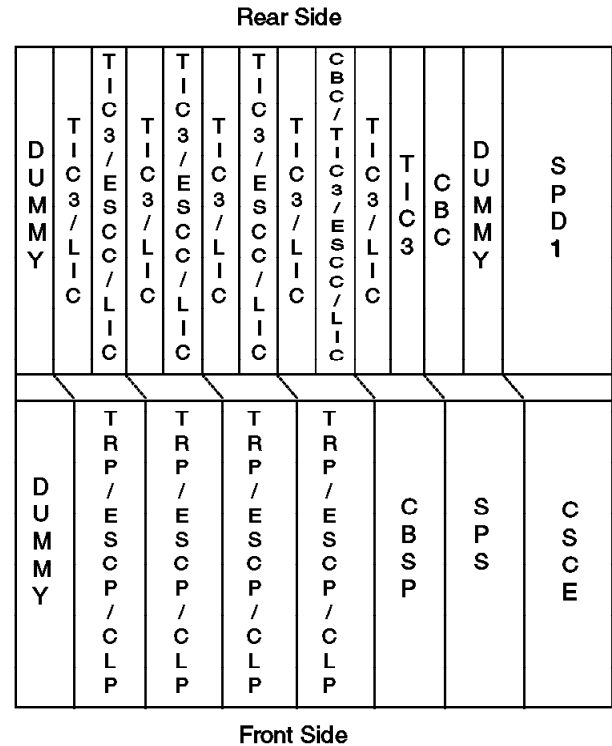 Rear Side
DUMMY
TIC3/LIC
TIC3/ESCC/LIC
TIC3/LIC
TIC3/ESCC/LIC
TIC3/LIC
TIC3/ESCC/LIC
TIC3/LIC
CBC/TIC3/ESCC/LIC
TIC3/LIC
TIC3
CBC
DUMMY
SPD1
DUMMY
TRP/ESCP/CLP
TRP/ESCP/CLP
TRP/ESCP/CLP
TRP/ESCP/CLP
CBSP
SPS
CSCE
Front Side